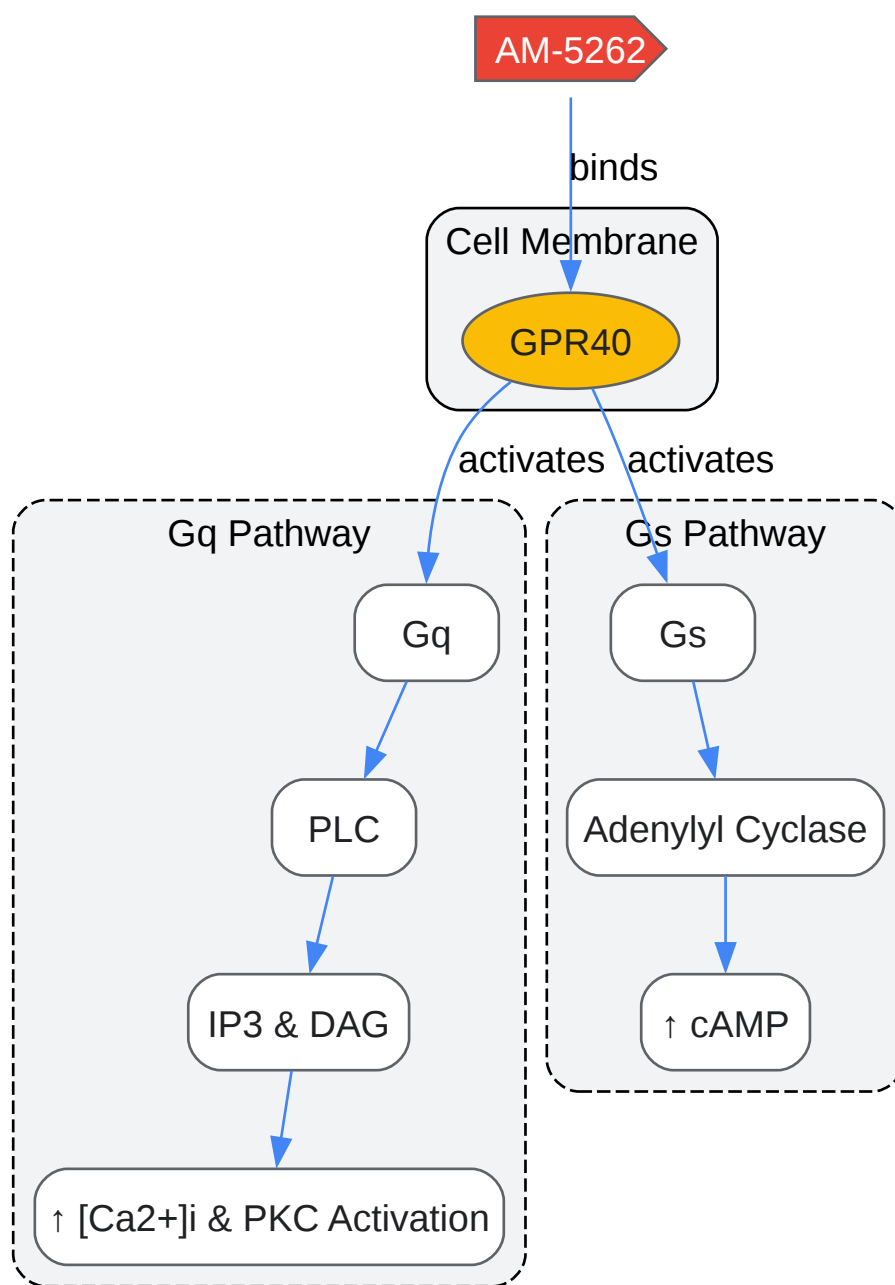 AM-5262
binds
Cell Membrane
GPR40
activates
activates
Gq Pathway
Gs Pathway
Gq
Gs
PLC
Adenylyl Cyclase
IP3 & DAG
↑ cAMP
↑ [Ca2+]i & PKC Activation